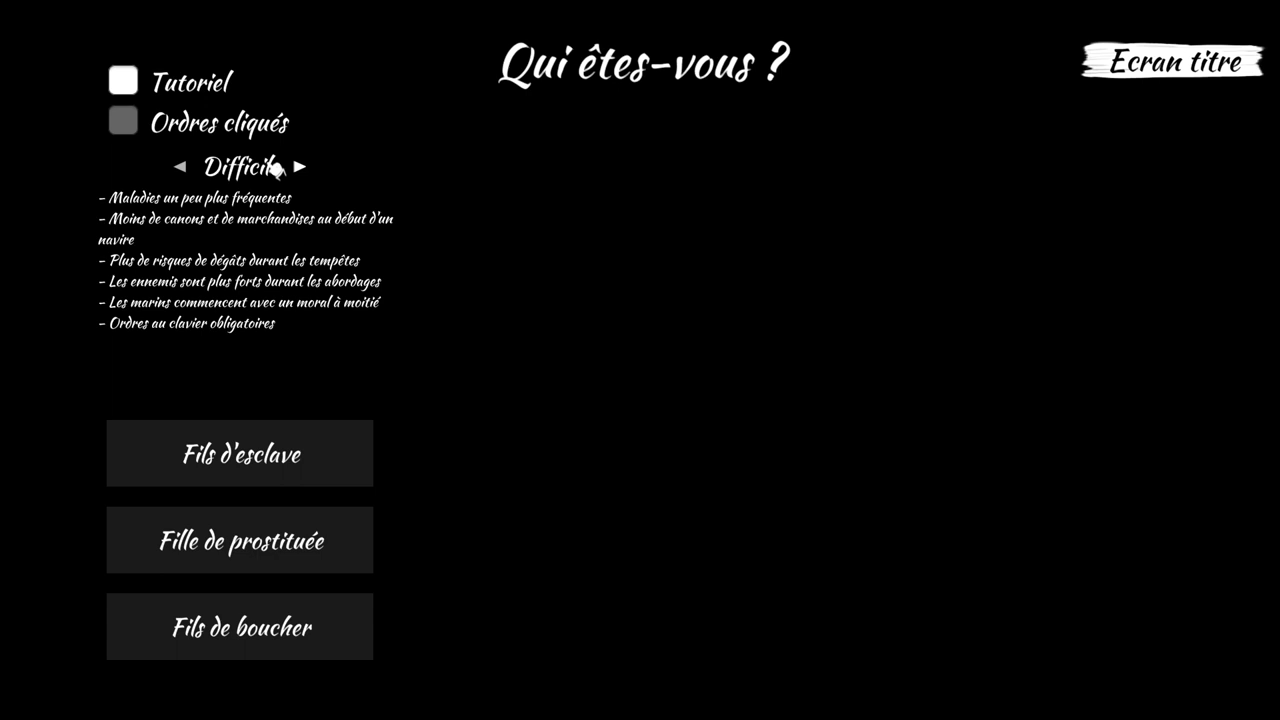 Qui êtes-vous ?
Ecran titre
Tutoriel
Ordres cliqués
- Maladies un peu plus fréquentes
- Moins de canons et de marchandises au début d'un
navire
- Plus de risques de dégâts durant les tempêtes
- Les ennemis sont plus forts durant les abordages
- Les marins commencent avec un moral à moitié
- Ordres au clavier obligatoires
Fils d'esclave
Fille de prostituée
Fils de boucher